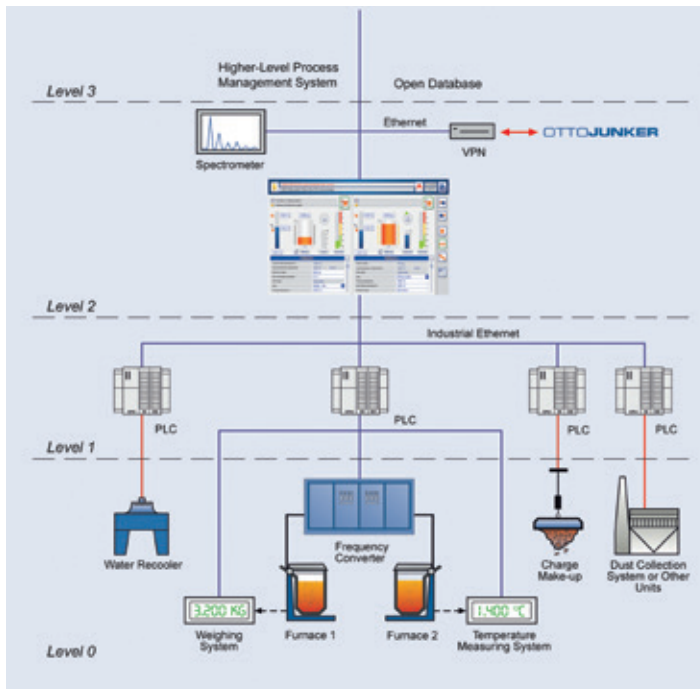 Higher-Level Process
Management System
Open Database
Level 3
Ethernet
Spectrometer
VPN
OTTOJUNKER
Level 2
Industrial Ethernet
PLC
PLC
PLC
PLC
Level 1
Water Recooler
Frequency
Converter
Charge
Make-up
Dust Collection
System or Other
Units
3.200 KG
1.400 °C
Weighing
System
Furnace 1
Furnace 2
Temperature
Measuring System
Level 0